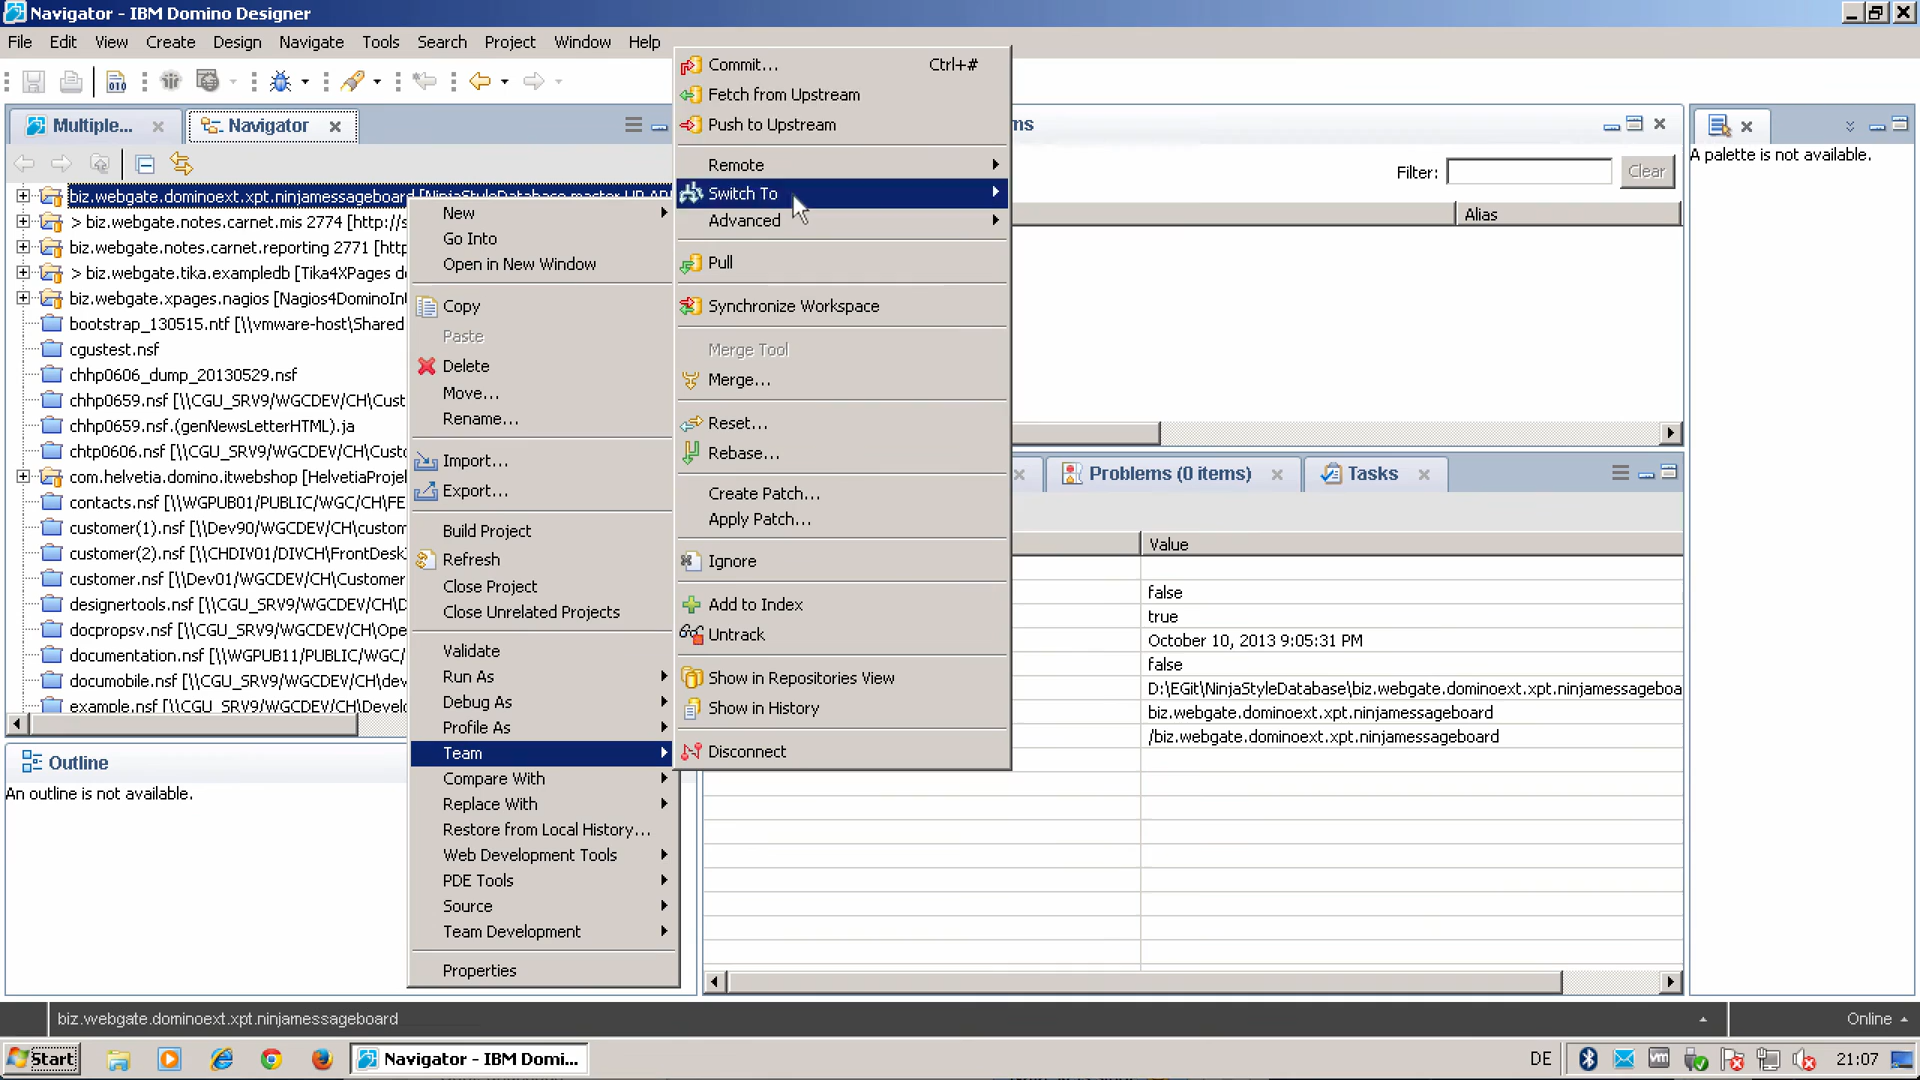 Navigator - IBM Domino Designer
File Edit View Create Design Navigate Tools Search Project Window Help
Multiple...
Navigator
biz.webgate.dominoext.xpt.ninjamessageboard [NinjaStyleDatabase master
> biz.webgate.notes.carnet.mis 2774 [http://s
biz.webgate.notes.carnet.reporting 2771 [http
> biz.webgate.tika.exampledb [Tika4XPages de
biz.webgate.xpages.nagios [Nagios4DominoInt
bootstrap_130515.ntf [\\vmware-host\Shared
cgustest.nsf
chhp0606_dump_20130529.nsf
chhp0659.nsf [\\CGU_SRV9/WGCDEV/CH\Cust
chhp0659.nsf.(genNewsLetterHTML).ja
chtp0606.nsf [\\CGU_SRV9/WGCDEV/CH\Custo
com.helvetia.domino.itwebshop [HelvetiaProjel
contacts.nsf [\\WGPUB01/PUBLIC/WGC/CH\FE
customer(1).nsf [\\Dev90/WGCDEV/CH\custom
customer(2).nsf [\\CHDIV01/DIVCH\FrontDesk
customer.nsf [\\Dev01/WGCDEV/CH\Customer
designertools.nsf [\\CGU_SRV9/WGCDEV/CH\D
docpropsv.nsf [\\CGU_SRV9/WGCDEV/CH\Ope
documentation.nsf [\\WGPUB11/PUBLIC/WGC/
documobile.nsf [\\CGU_SRV9/WGCDEV/CH\dev
example.nsf [\\CGU_SRV9/WGCDEV/CH\Develo
New
Go Into
Open in New Window
Copy
Paste
Delete
Move...
Rename...
Import...
Export...
Build Project
Refresh
Close Project
Close Unrelated Projects
Validate
Run As
Debug As
Profile As
Team
Compare With
Replace With
Restore from Local History...
Web Development Tools
PDE Tools
Source
Team Development
Properties
Commit... Ctrl+#
Fetch from Upstream
Push to Upstream
Remote
Switch To
Advanced
Pull
Synchronize Workspace
Merge Tool
Merge...
Reset...
Rebase...
Create Patch...
Apply Patch...
Ignore
Add to Index
Untrack
Show in Repositories View
Show in History
Disconnect
ms
Filter: Clear
Alias
Problems (0 items)
Tasks
Value
false
true
October 10, 2013 9:05:31 PM
false
D:\EGit\NinjaStyleDatabase\biz.webgate.dominoext.xpt.ninjamessageboa
biz.webgate.dominoext.xpt.ninjamessageboard
/biz.webgate.dominoext.xpt.ninjamessageboard
A palette is not available.
Outline
An outline is not available.
biz.webgate.dominoext.xpt.ninjamessageboard
Online
Start
Navigator - IBM Domi...
DE
vm
21:07